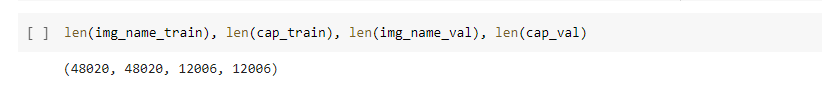 [ ] len(img_name_train), len(cap_train), len(img_name_val), len(cap_val)
(48020, 48020, 12006, 12006)